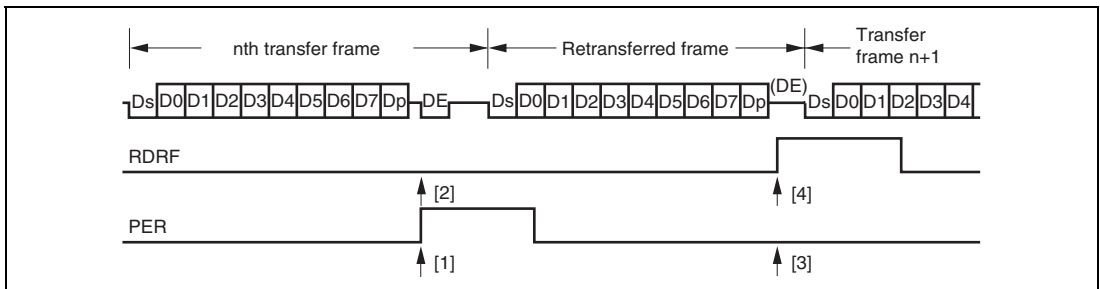 nth transfer frame
Retransferred frame
Transfer
frame n+1
Ds D0 D1 D2 D3 D4 D5 D6 D7 Dp DE Ds D0 D1 D2 D3 D4 D5 D6 D7 Dp (DE) Ds D0 D1 D2 D3 D4
RDRF
[2] [4]
PER
[1] [3]